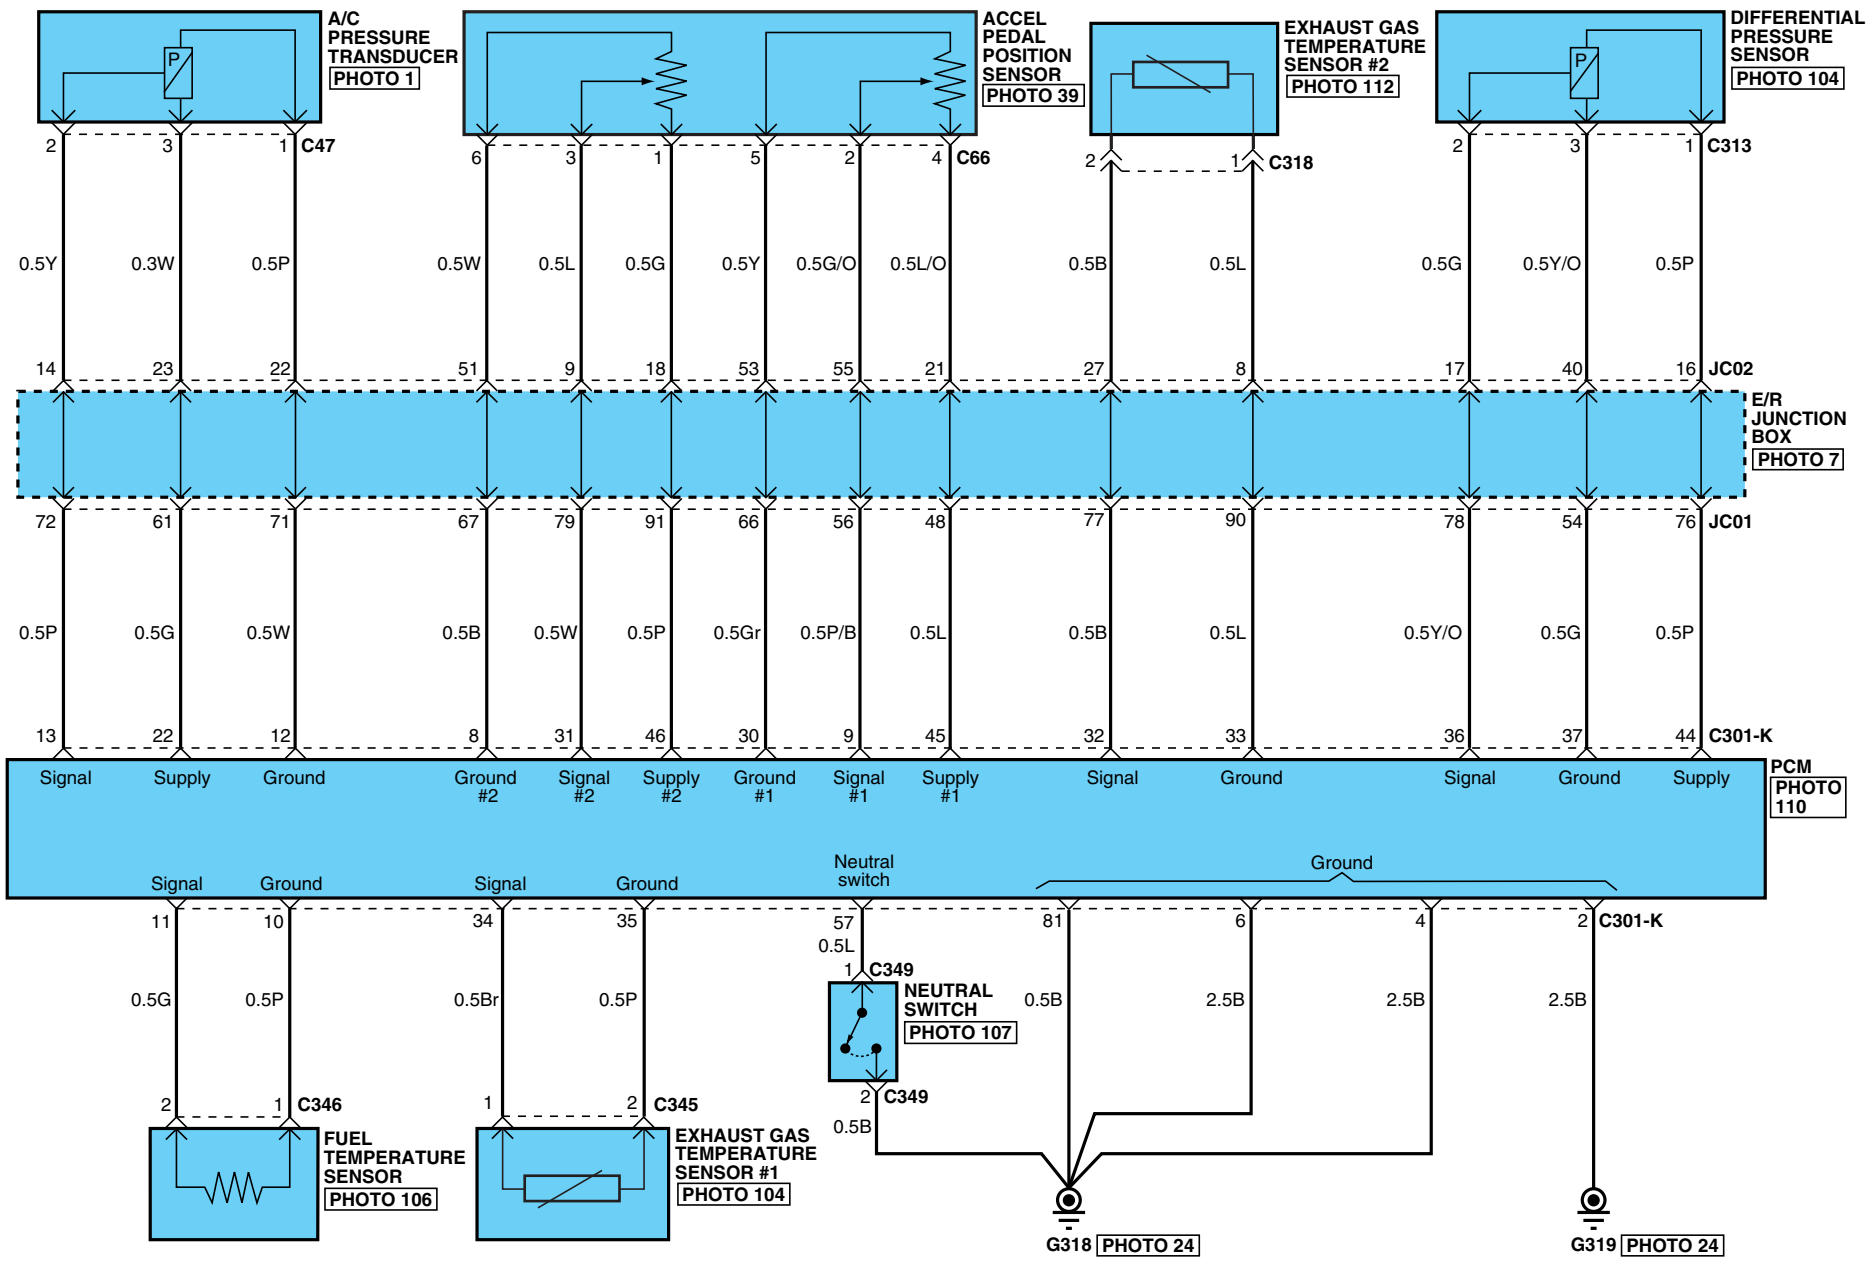 A/C
PRESSURE
TRANSDUCER
PHOTO 1
ACCEL
PEDAL
POSITION
SENSOR
PHOTO 39
EXHAUST GAS
TEMPERATURE
SENSOR #2
PHOTO 112
DIFFERENTIAL
PRESSURE
SENSOR
PHOTO 104
P
P
2 3 1 C47
6 3 1 5 2 4 C66
2 1 C318
2 3 1 C313
0.5Y 0.3W 0.5P 0.5W 0.5L 0.5G 0.5Y 0.5G/O 0.5L/O 0.5B 0.5L 0.5G 0.5Y/O 0.5P
14 23 22 51 9 18 53 55 21 27 8 17 40 16 JC02
E/R
JUNCTION
BOX
PHOTO 7
72 61 71 67 79 91 66 56 48 77 90 78 54 76 JC01
0.5P 0.5G 0.5W 0.5B 0.5W 0.5P 0.5Gr 0.5P/B 0.5L 0.5B 0.5L 0.5Y/O 0.5G 0.5P
13 22 12 8 31 46 30 9 45 32 33 36 37 44 C301-K
Signal Supply Ground Ground Signal Supply Ground Signal Supply Signal Ground Signal Ground Supply
#2 #2 #2 #1 #1 #1
PCM
PHOTO
110
Neutral
switch
Ground
Signal Ground Signal Ground
11 10 34 35 57 81 6 4 2 C301-K
0.5L
1 C349
NEUTRAL
SWITCH
PHOTO 107
0.5G 0.5P 0.5Br 0.5P 0.5B 2.5B 2.5B 2.5B
2 C349
0.5B
2 1 C346
1 2 C345
FUEL
TEMPERATURE
SENSOR
PHOTO 106
EXHAUST GAS
TEMPERATURE
SENSOR #1
PHOTO 104
G318 PHOTO 24
G319 PHOTO 24